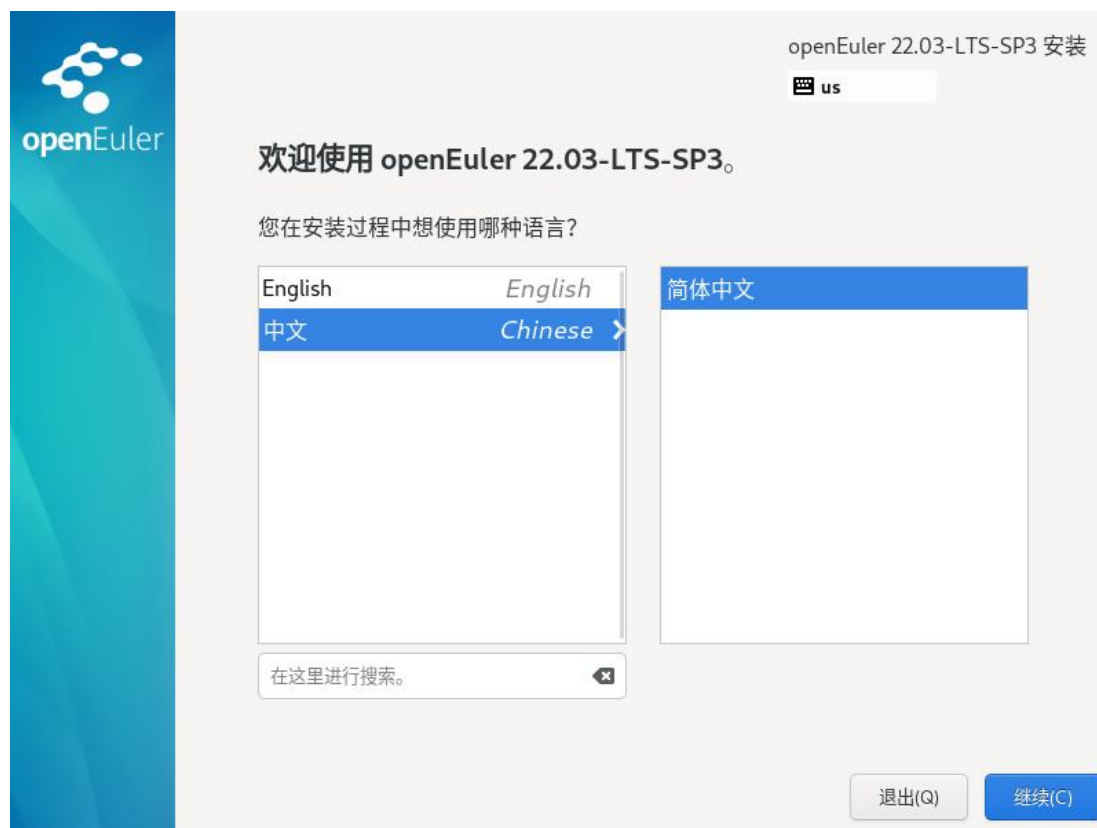 openEuler
openEuler 22.03-LTS-SP3 安装
us
欢迎使用 openEuler 22.03-LTS-SP3。
您在安装过程中想使用哪种语言?
English English
中文 Chinese
简体中文
在这里进行搜索。
退出(Q) 继续(C)